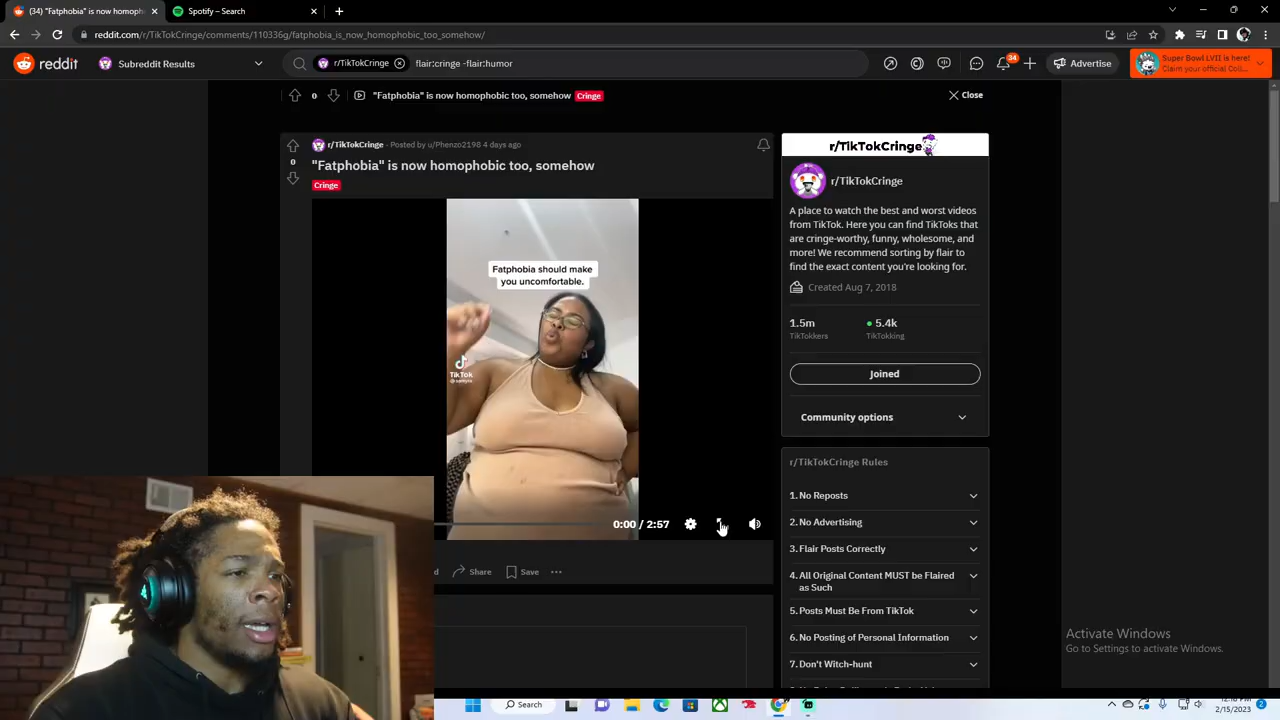 (34) "Fatphobia" is now homoph
Spotify – Search
reddit.com/r/TikTokCringe/comments/110336g/fatphobia_is_now_homophobic_too_somehow/
reddit
Subreddit Results
r/TikTokCringe
flair:cringe -flair:humor
34
Advertise
Super Bowl LVII is here!
Claim your official Coll...
0
"Fatphobia" is now homophobic too, somehow
Cringe
Close
r/TikTokCringe · Posted by u/Phenzo2198 4 days ago
0
"Fatphobia" is now homophobic too, somehow
Cringe
Fatphobia should make
you uncomfortable.
TikTok
0:00 / 2:57
Share
Save
r/TikTokCringe
r/TikTokCringe
A place to watch the best and worst videos
from TikTok. Here you can find TikToks that
are cringe-worthy, funny, wholesome, and
more! We recommend sorting by flair to
find the exact content you're looking for.
Created Aug 7, 2018
1.5m
5.4k
TikTokkers
TikTokking
Joined
Community options
r/TikTokCringe Rules
1. No Reposts
2. No Advertising
3. Flair Posts Correctly
4. All Original Content MUST be Flaired
as Such
5. Posts Must Be From TikTok
6. No Posting of Personal Information
7. Don't Witch-hunt
Activate Windows
Go to Settings to activate Windows.
Search
2/15/2023
2